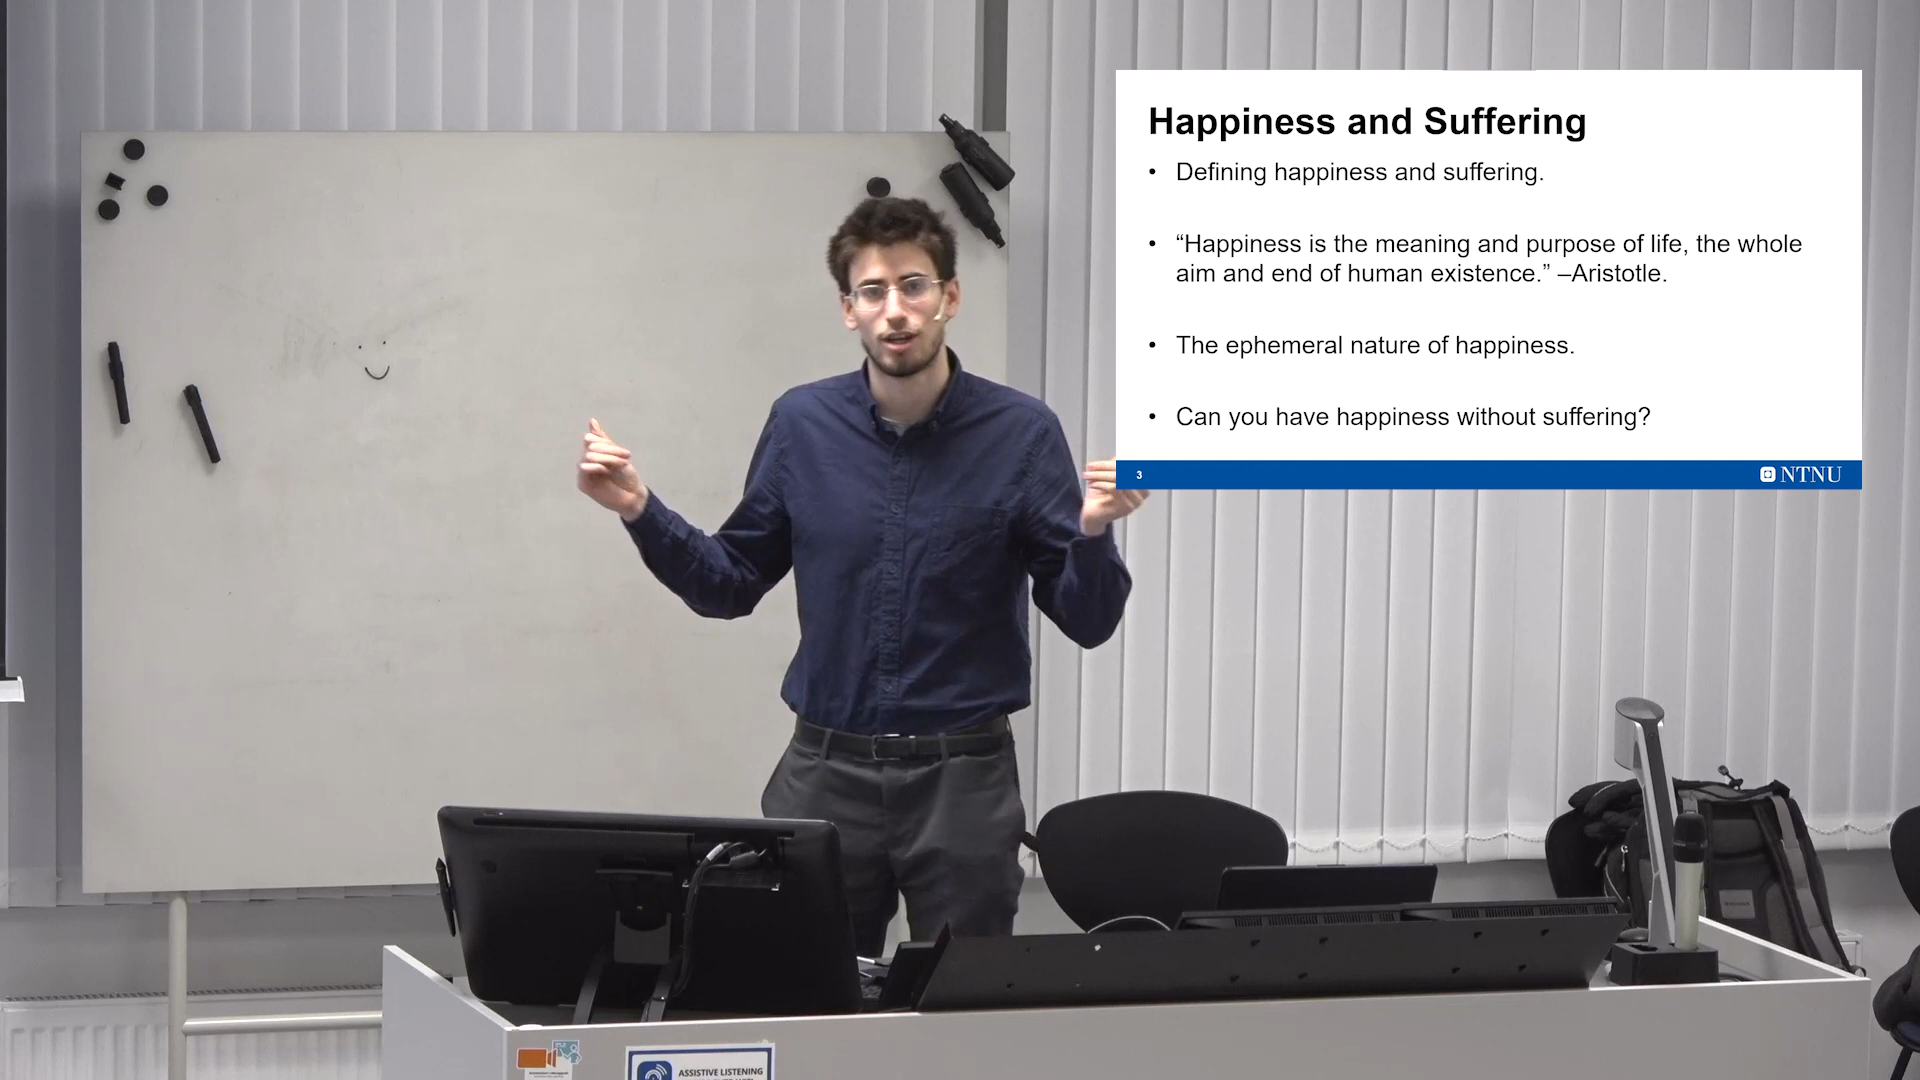 Happiness and Suffering
• Defining happiness and suffering.
• “Happiness is the meaning and purpose of life, the whole
aim and end of human existence.” –Aristotle.
• The ephemeral nature of happiness.
• Can you have happiness without suffering?
3
NTNU
ASSISTIVE LISTENING